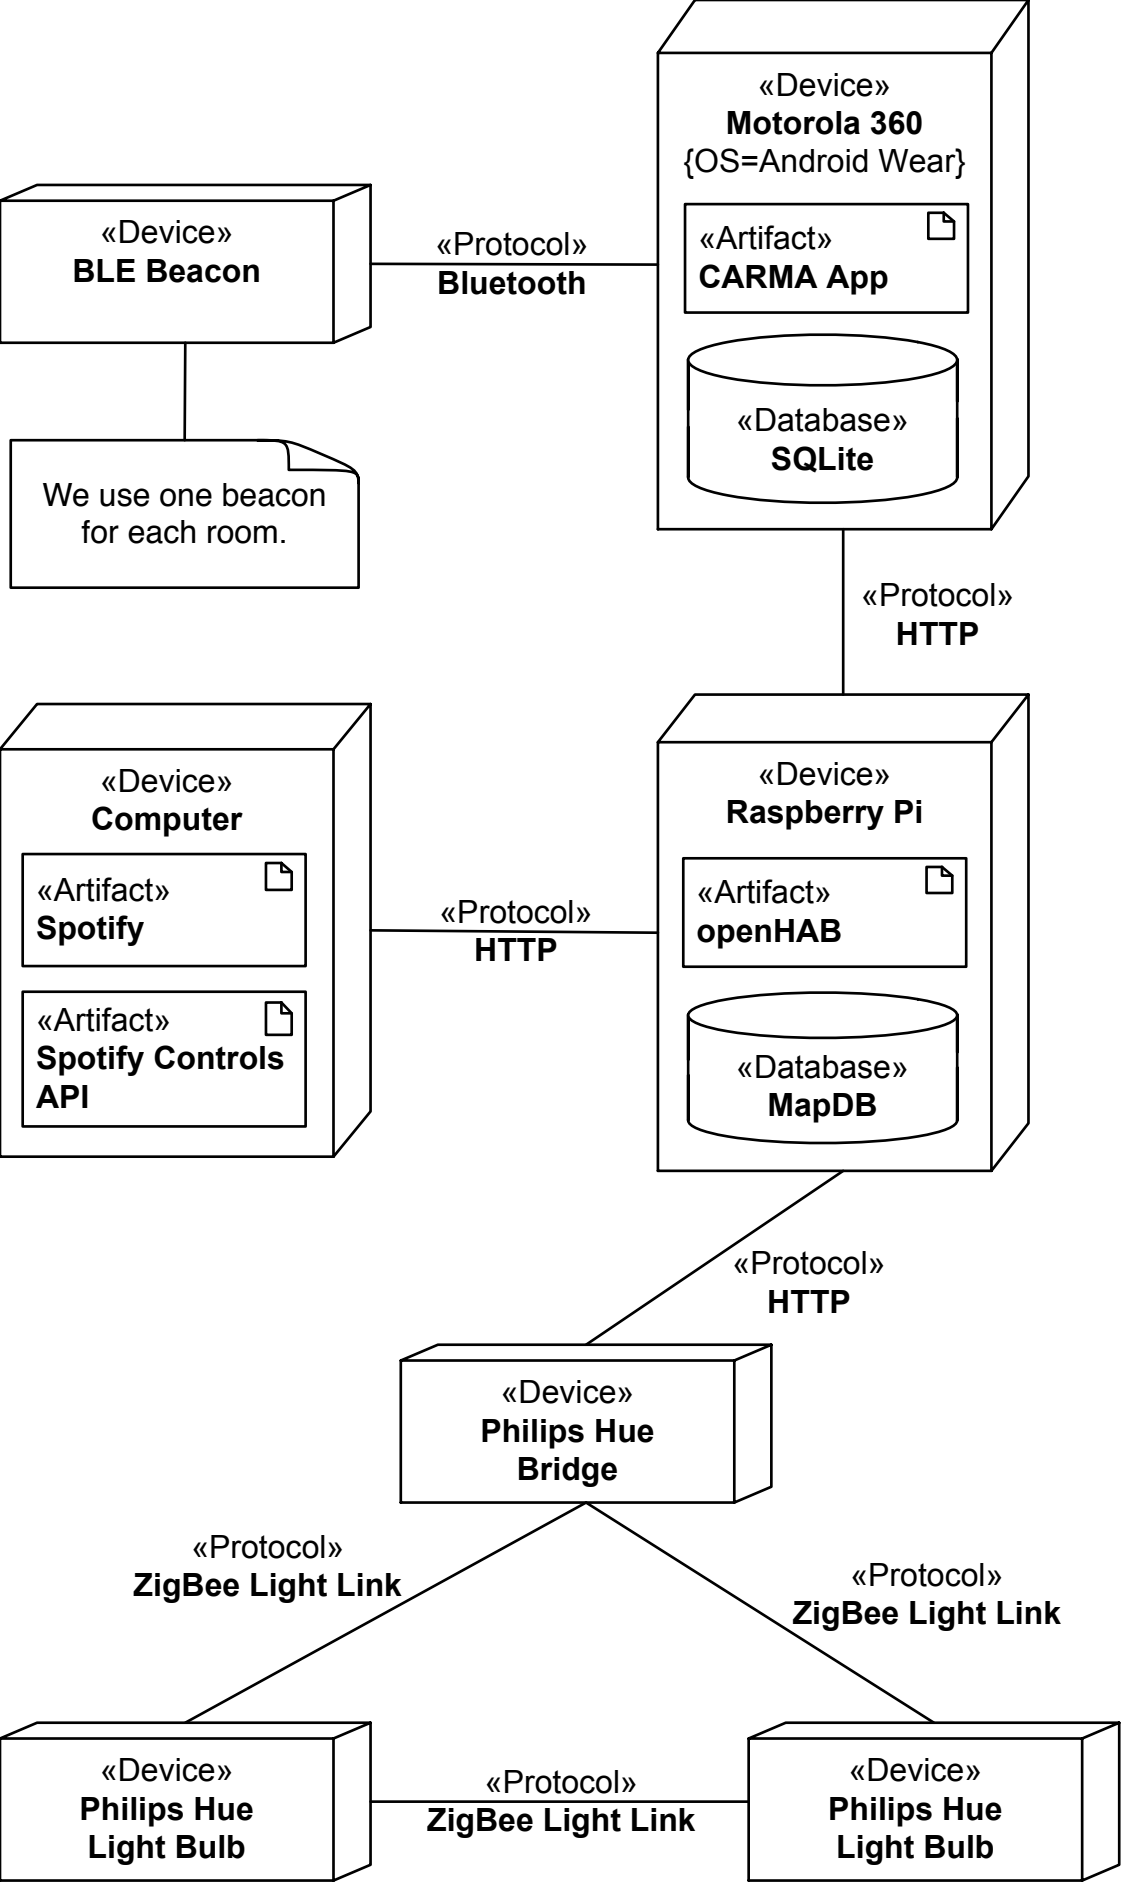 «Device»
Motorola 360
{OS=Android Wear}
«Artifact»
CARMA App
«Database»
SQLite
«Device»
BLE Beacon
«Protocol»
Bluetooth
We use one beacon
for each room.
«Protocol»
HTTP
«Device»
Computer
«Artifact»
Spotify
«Artifact»
Spotify Controls
API
«Protocol»
HTTP
«Device»
Raspberry Pi
«Artifact»
openHAB
«Database»
MapDB
«Protocol»
HTTP
«Device»
Philips Hue
Bridge
«Protocol»
ZigBee Light Link
«Protocol»
ZigBee Light Link
«Device»
Philips Hue
Light Bulb
«Protocol»
ZigBee Light Link
«Device»
Philips Hue
Light Bulb